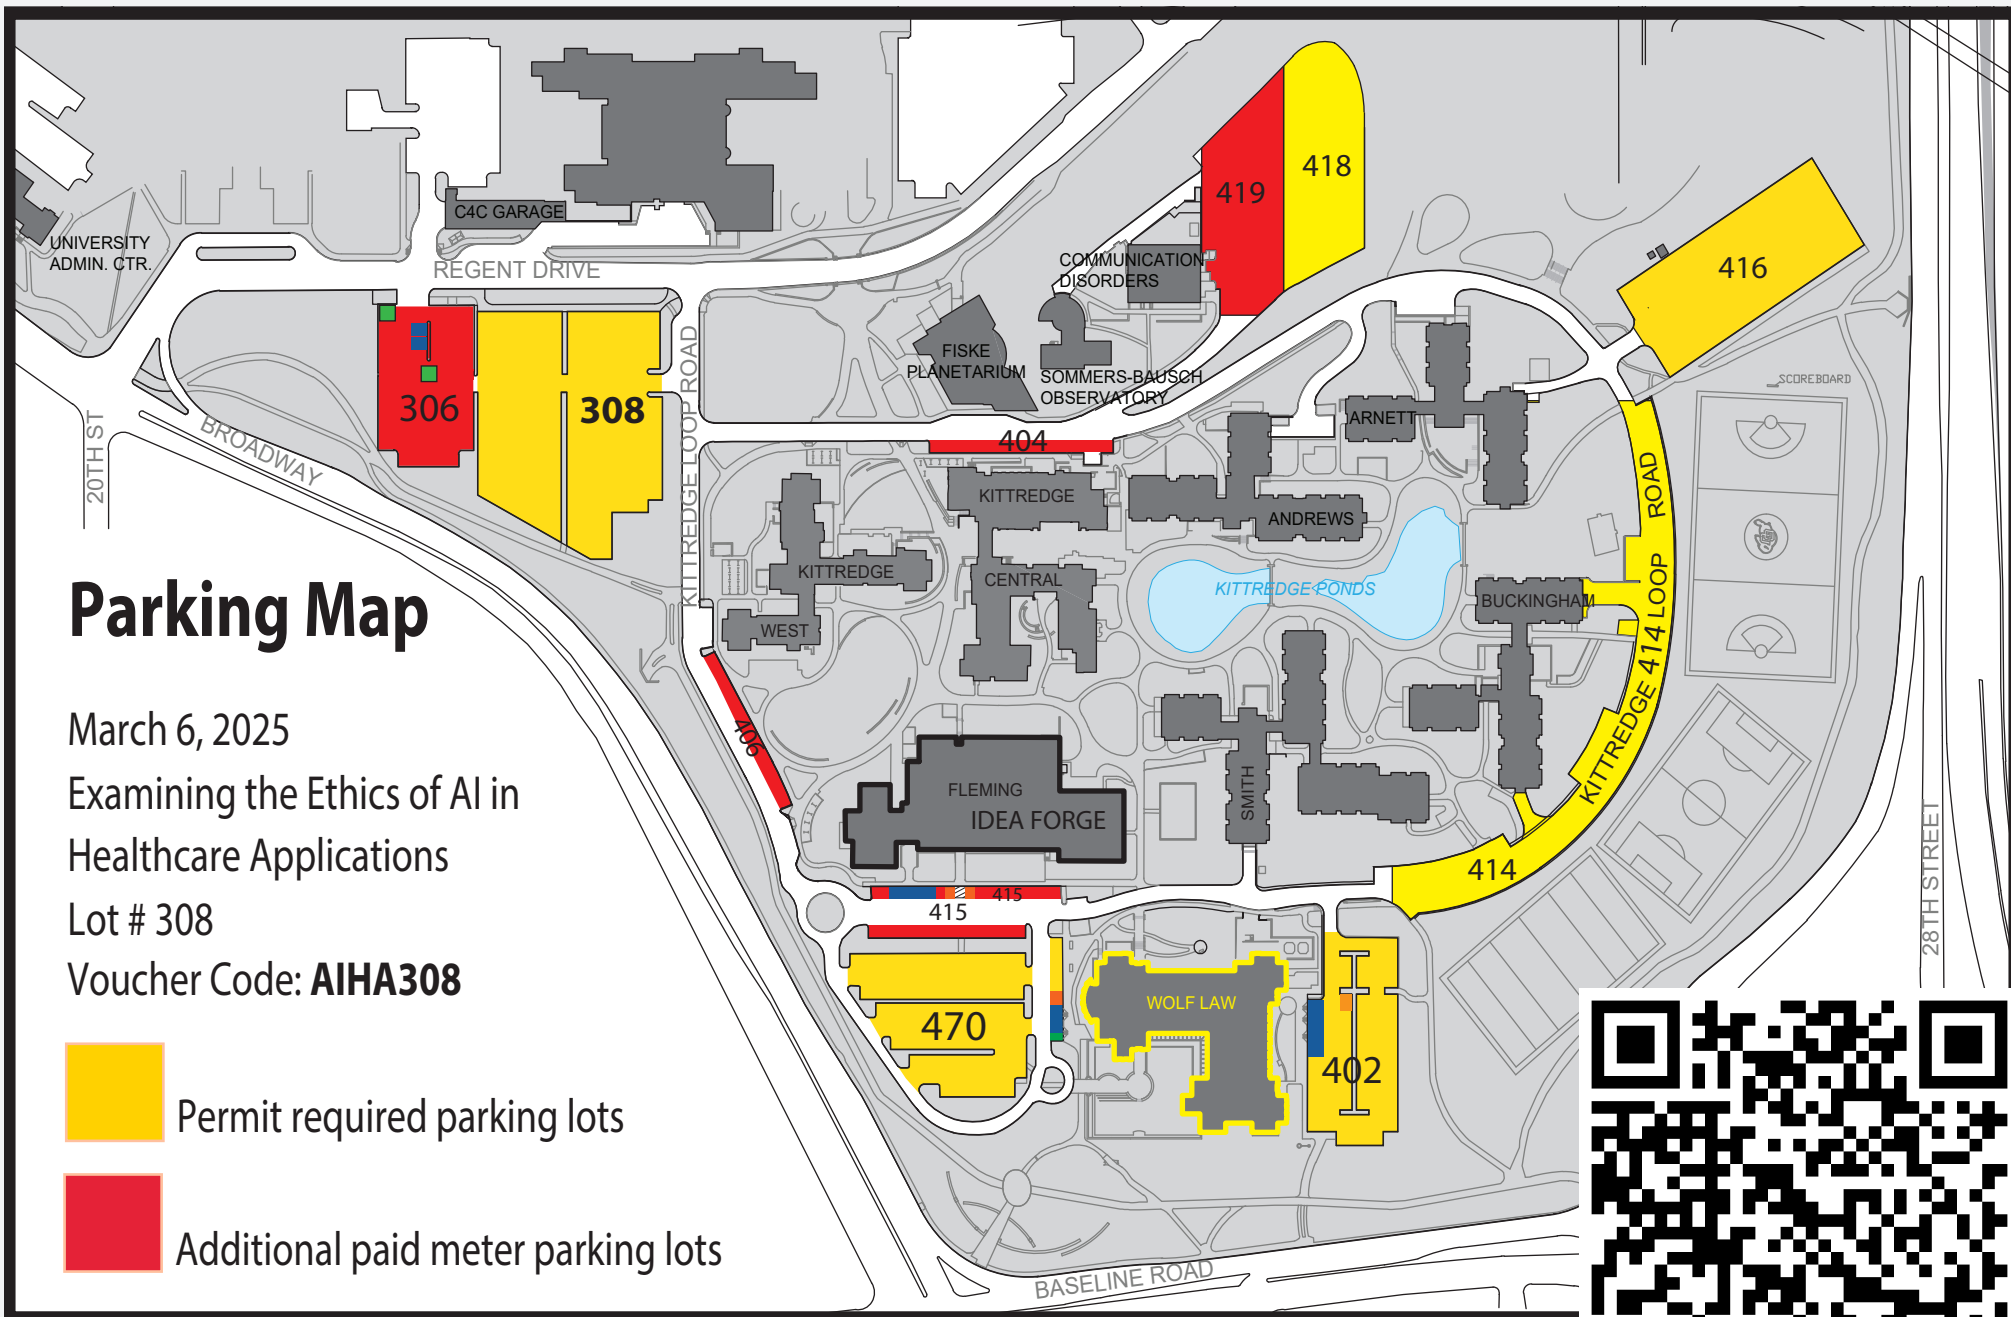 C4C GARAGE
UNIVERSITY
ADMIN. CTR.
REGENT DRIVE
419
418
416
COMMUNICATION
DISORDERS
306
308
KITTREDGE LOOP ROAD
FISKE
PLANETARIUM
SOMMERS-BAUSCH
OBSERVATORY
ARNETT
SCOREBOARD
20TH ST
BROADWAY
404
KITTREDGE
ANDREWS
KITTREDGE
CENTRAL
KITTREDGE PONDS
BUCKINGHAM
WEST
KITTREDGE 414 LOOP ROAD
Parking Map
March 6, 2025
Examining the Ethics of AI in
Healthcare Applications
Lot # 308
Voucher Code: AIHA308
406
FLEMING
IDEA FORGE
SMITH
414
415
415
28TH STREET
WOLF LAW
470
402
Permit required parking lots
Additional paid meter parking lots
BASELINE ROAD